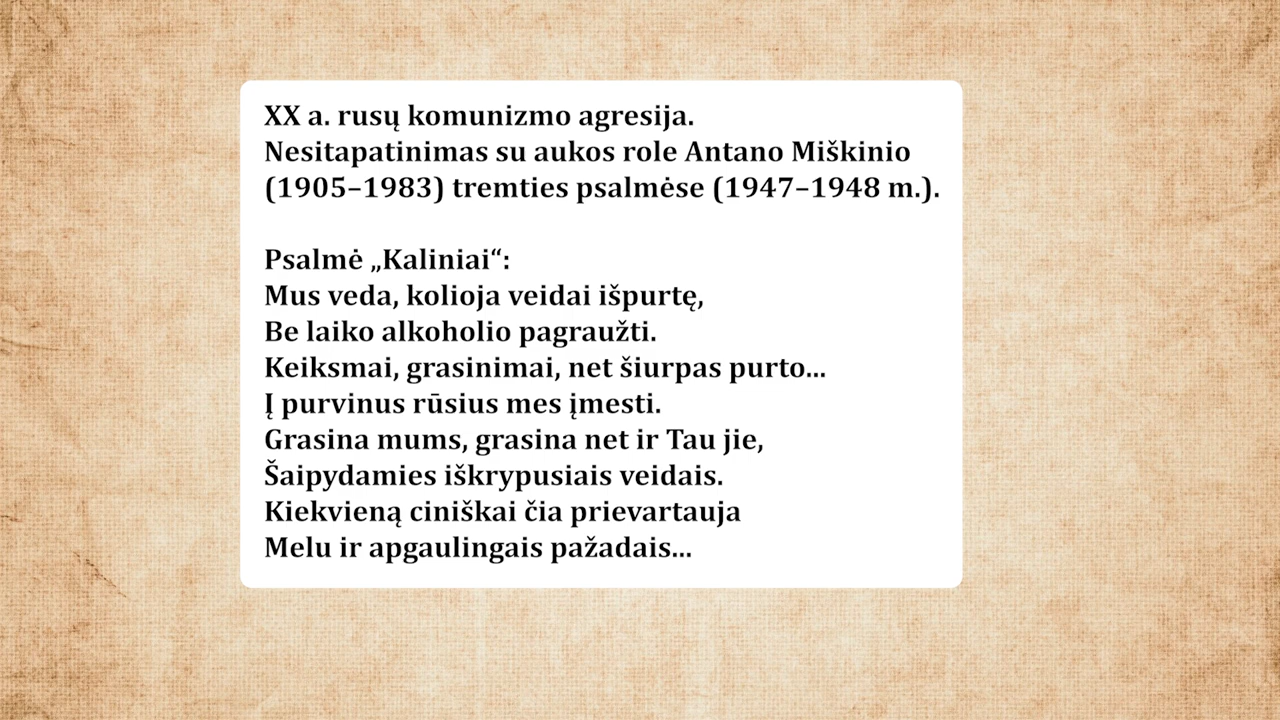 XX a. rusų komunizmo agresija.
Nesitapatinimas su aukos role Antano Miškinio
(1905–1983) tremties psalmėse (1947–1948 m.).
Psalmė „Kaliniai“:
Mus veda, kolioja veidai išpurtę,
Be laiko alkoholio pagraužti.
Keiksmai, grasinimai, net šiurpas purto...
Į purvinus rūsius mes įmesti.
Grasina mums, grasina net ir Tau jie,
Šaipydamies iškrypusiais veidais.
Kiekvieną ciniškai čia prievartauja
Melu ir apgaulingais pažadais...